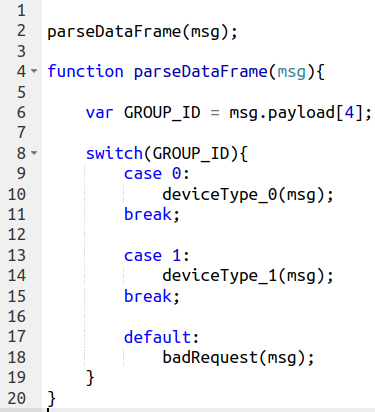 1
2 parseDataFrame(msg);
3
4 function parseDataFrame(msg){
5
6     var GROUP_ID = msg.payload[4];
7
8     switch(GROUP_ID){
9         case 0:
10             deviceType_0(msg);
11         break;
12
13         case 1:
14             deviceType_1(msg);
15         break;
16
17         default:
18             badRequest(msg);
19     }
20 }